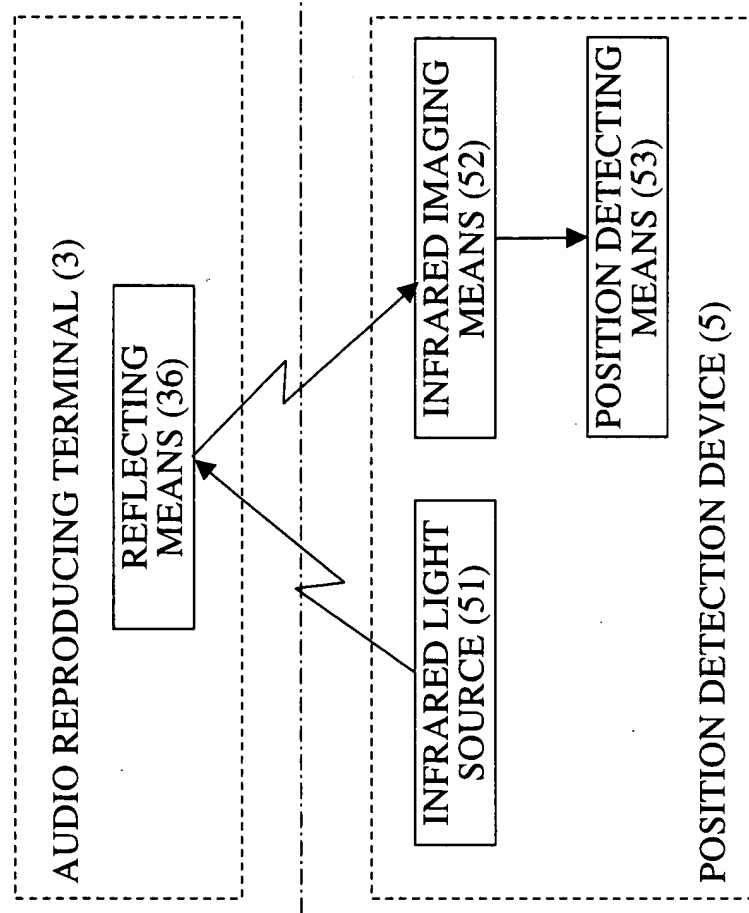 AUDIO REPRODUCING TERMINAL (3)
REFLECTING
MEANS (36)
INFRARED LIGHT
SOURCE (51)
INFRARED IMAGING
MEANS (52)
POSITION DETECTING
MEANS (53)
POSITION DETECTION DEVICE (5)